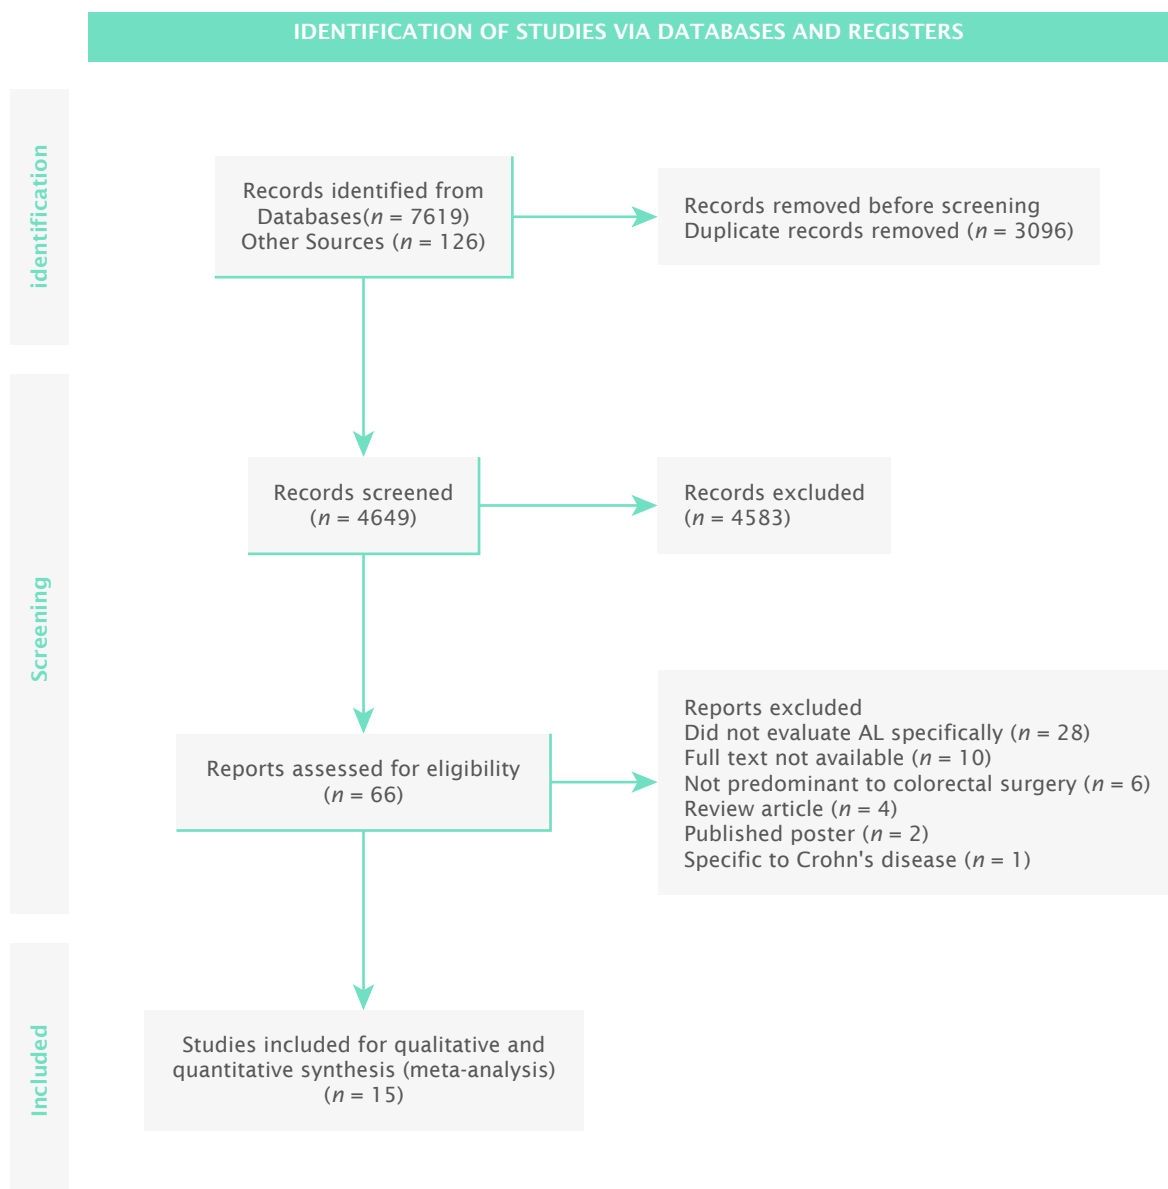 IDENTIFICATION OF STUDIES VIA DATABASES AND REGISTERS
identification
Records identified from
Databases(n = 7619)
Other Sources (n = 126)
Records removed before screening
Duplicate records removed (n = 3096)
Screening
Records screened
(n = 4649)
Records excluded
(n = 4583)
Reports assessed for eligibility
(n = 66)
Reports excluded
Did not evaluate AL specifically (n = 28)
Full text not available (n = 10)
Not predominant to colorectal surgery (n = 6)
Review article (n = 4)
Published poster (n = 2)
Specific to Crohn's disease (n = 1)
Included
Studies included for qualitative and
quantitative synthesis (meta-analysis)
(n = 15)